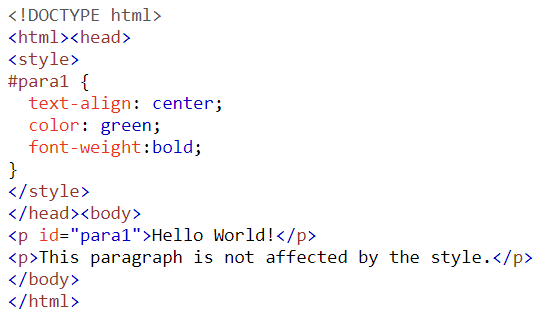 <!DOCTYPE html>
<html><head>
<style>
#para1 {
  text-align: center;
  color: green;
  font-weight:bold;
}
</style>
</head><body>
<p id="para1">Hello World!</p>
<p>This paragraph is not affected by the style.</p>
</body>
</html>